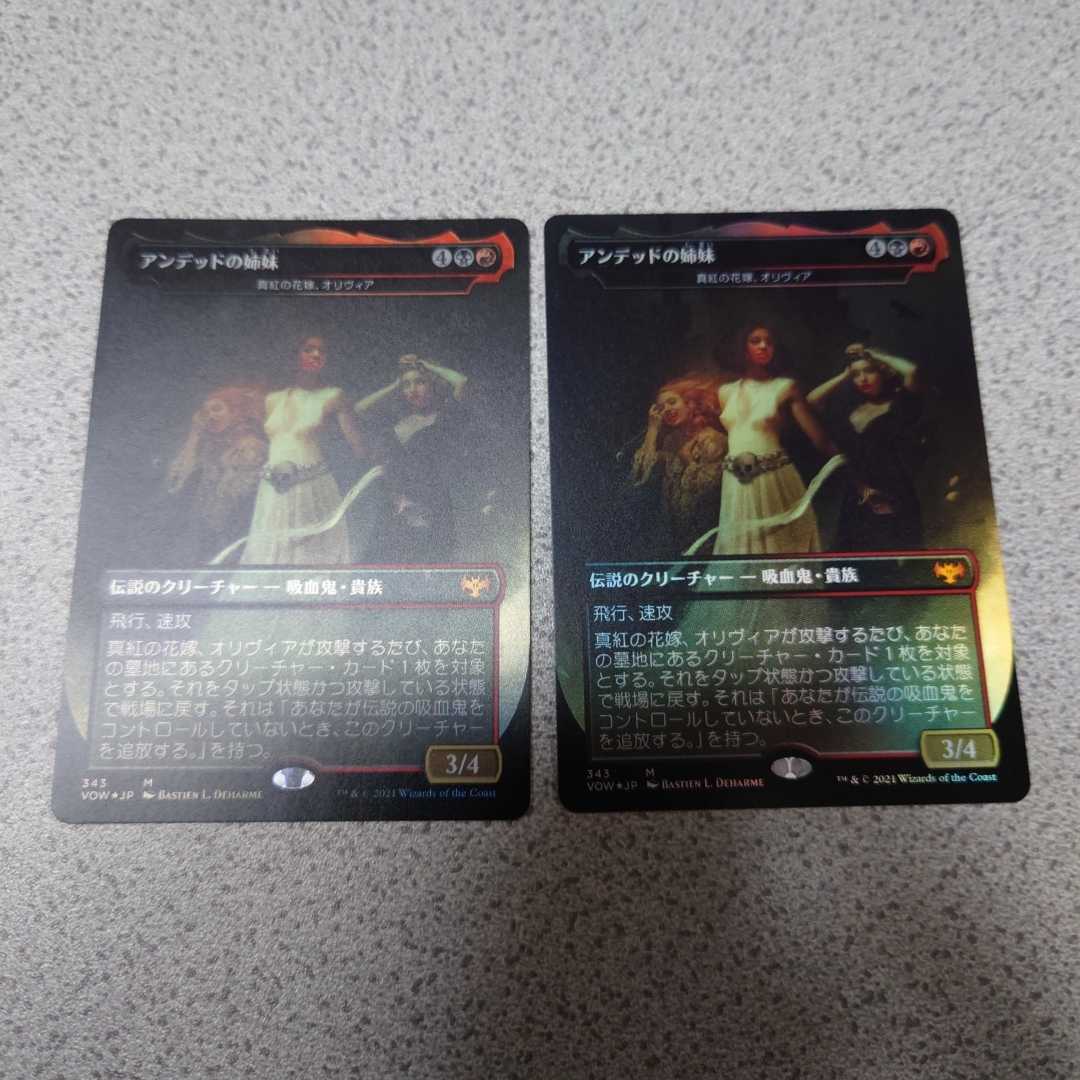 アンデッドの姉妹 4
真紅の花嫁、オリヴィア
伝説のクリーチャー ― 吸血鬼・貴族
飛行、速攻
真紅の花嫁、オリヴィアが攻撃するたび、あなた
の墓地にあるクリーチャー・カード1枚を対象
とする。それをタップ状態かつ攻撃している状態
で戦場に戻す。それは「あなたが伝説の吸血鬼を
コントロールしていないとき、このクリーチャー
を追放する。」を持つ。
3/4
343 M
VOW★JP BASTIEN L. DEHARME ™ & © 2021 Wizards of the Coast
アンデッドの姉妹 4
真紅の花嫁、オリヴィア
伝説のクリーチャー ― 吸血鬼・貴族
飛行、速攻
真紅の花嫁、オリヴィアが攻撃するたび、あなた
の墓地にあるクリーチャー・カード1枚を対象
とする。それをタップ状態かつ攻撃している状態
で戦場に戻す。それは「あなたが伝説の吸血鬼を
コントロールしていないとき、このクリーチャー
を追放する。」を持つ。
3/4
343 M
VOW★JP BASTIEN L. DEHARME ™ & © 2021 Wizards of the Coast